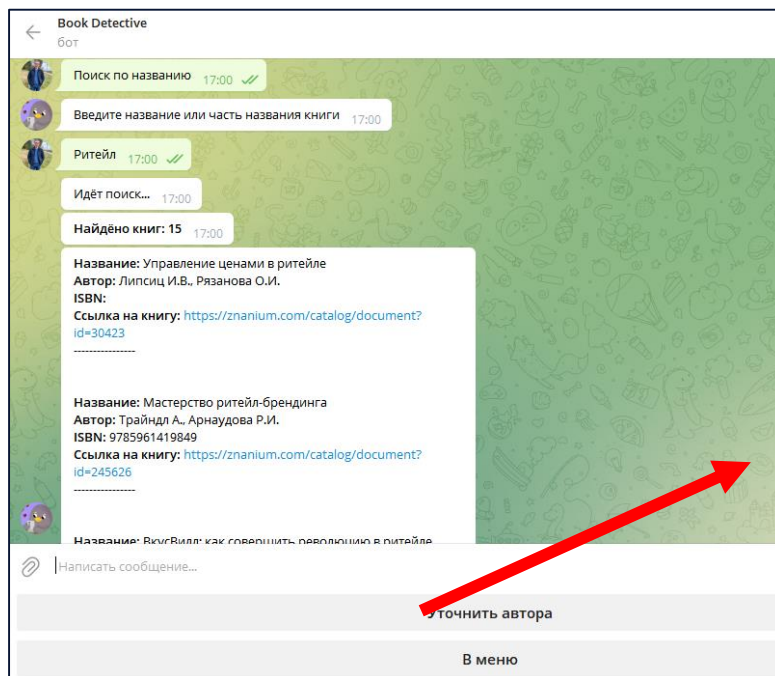 Book Detective
бот
Поиск по названию 17:00
Введите название или часть названия книги 17:00
Ритейл 17:00
Идёт поиск... 17:00
Найдёно книг: 15 17:00
Название: Управление ценами в ритейле
Автор: Липсиц И.В., Рязанова О.И.
ISBN:
Ссылка на книгу: https://znanium.com/catalog/document?
id=30423
----------------
Название: Мастерство ритейл-брендинга
Автор: Трайндл А., Арнаудова Р.И.
ISBN: 9785961419849
Ссылка на книгу: https://znanium.com/catalog/document?
id=245626
----------------
Название: ВкусВилл: как совершить революцию в ритейле
Написать сообщение...
Уточнить автора
В меню